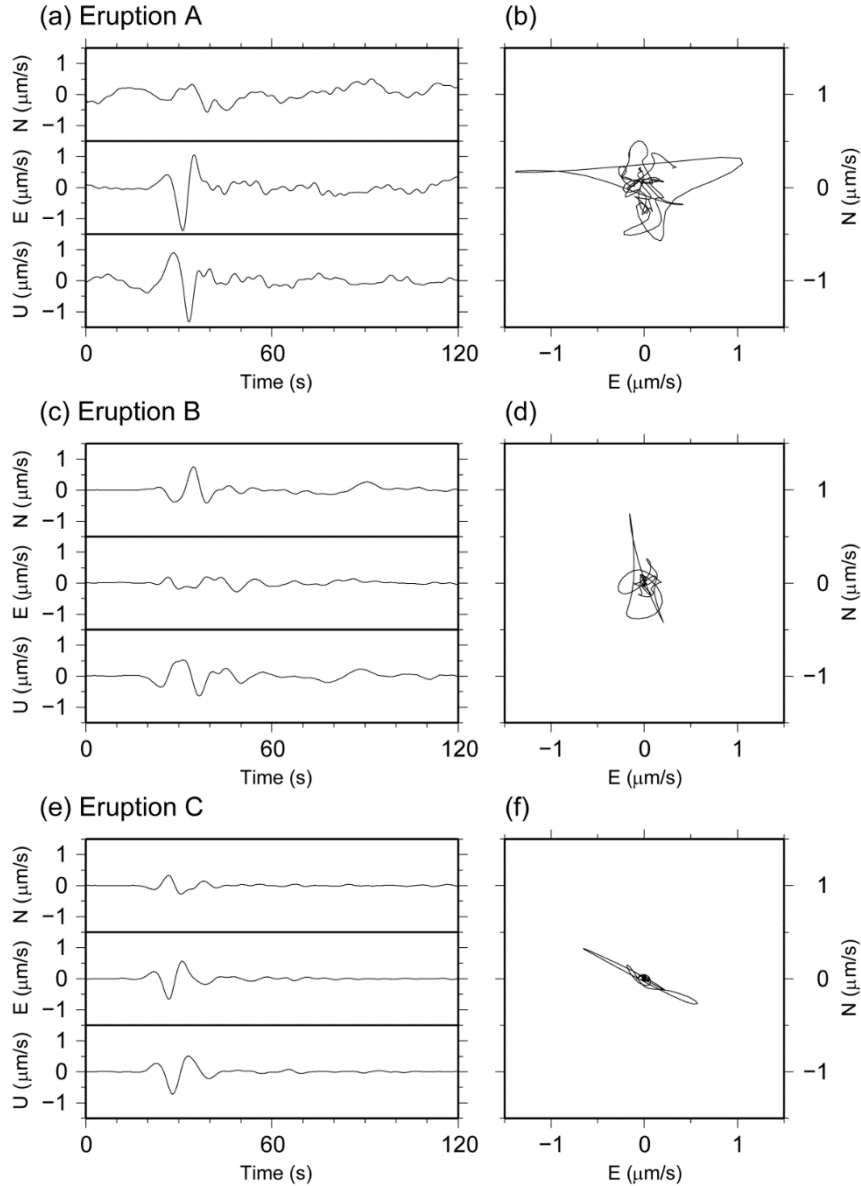 (a) Eruption A
(b)
1
0
−1
N (μm/s)
1
0
−1
E (μm/s)
1
0
−1
U (μm/s)
0 60 120
Time (s)
1
0
−1
N (μm/s)
−1 0 1
E (μm/s)
(c) Eruption B
(d)
1
0
−1
N (μm/s)
1
0
−1
E (μm/s)
1
0
−1
U (μm/s)
0 60 120
Time (s)
1
0
−1
N (μm/s)
−1 0 1
E (μm/s)
(e) Eruption C
(f)
1
0
−1
N (μm/s)
1
0
−1
E (μm/s)
1
0
−1
U (μm/s)
0 60 120
Time (s)
1
0
−1
N (μm/s)
−1 0 1
E (μm/s)